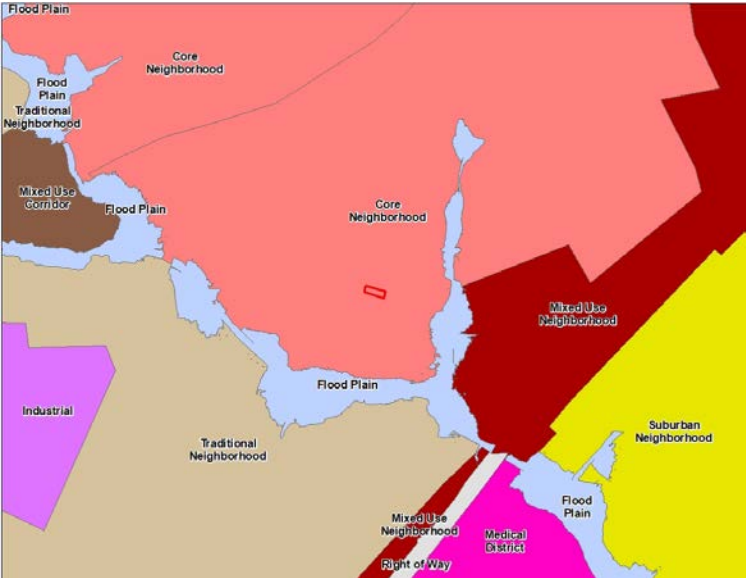 Flood Plain
Core
Neighborhood
Flood
Plain
Traditional
Neighborhood
Mixed Use
Corridor
Flood Plain
Core
Neighborhood
Mixed Use
Neighborhood
Flood Plain
Industrial
Traditional
Neighborhood
Suburban
Neighborhood
Flood
Plain
Mixed Use
Neighborhood
Medical
District
Right of Way